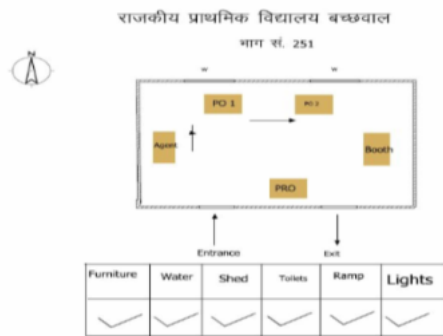 राजकीय प्राथमिक विद्यालय बच्छवाल
भाग सं. 251
N
W W
PO 1 PO 2
Agent
Booth
PRO
Entrance Exit
Furniture Water Shed Toilets Ramp Lights